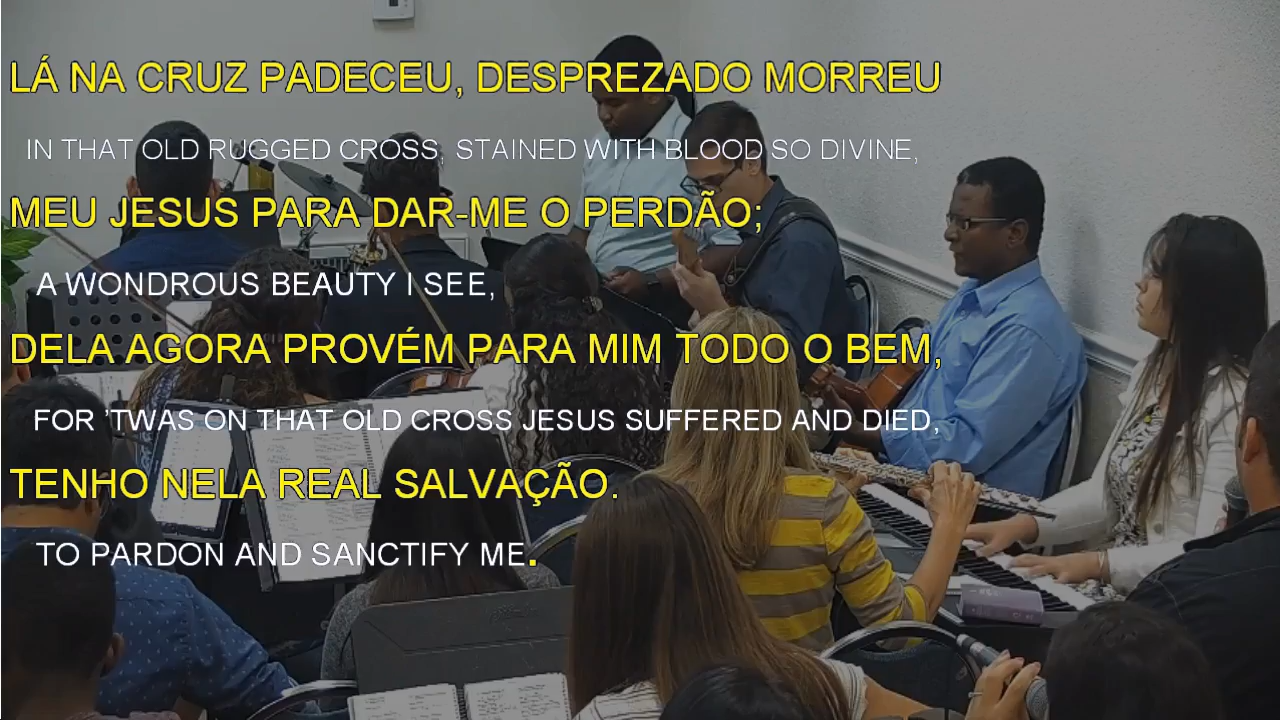 LÁ NA CRUZ PADECEU, DESPREZADO MORREU
IN THAT OLD RUGGED CROSS, STAINED WITH BLOOD SO DIVINE,
MEU JESUS PARA DAR-ME O PERDÃO;
A WONDROUS BEAUTY I SEE,
DELA AGORA PROVÉM PARA MIM TODO O BEM,
FOR ’TWAS ON THAT OLD CROSS JESUS SUFFERED AND DIED,
TENHO NELA REAL SALVAÇÃO.
TO PARDON AND SANCTIFY ME.